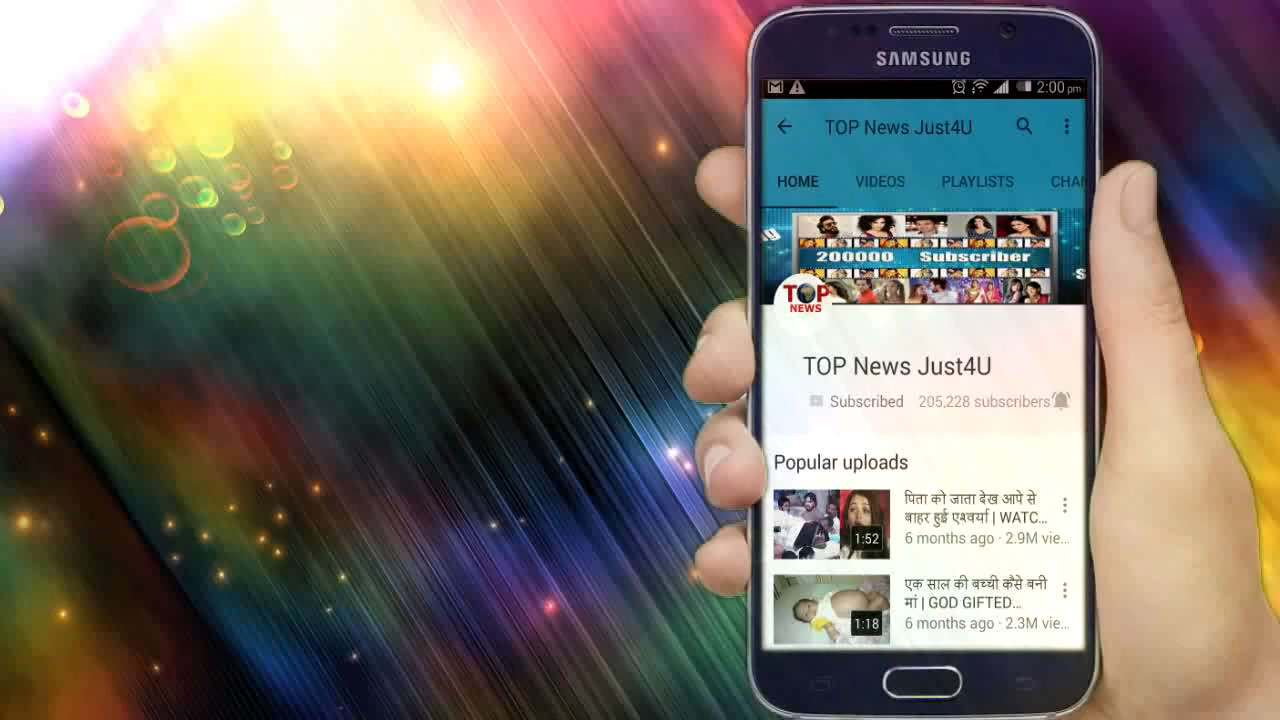 SAMSUNG
2:00 pm
TOP News Just4U
HOME VIDEOS PLAYLISTS CHAN
200000 Subscriber
TOP
NEWS
TOP News Just4U
Subscribed 205,228 subscribers
Popular uploads
पिता को जाता देख आपे से
बाहर हुई एश्वर्या | WATC...
6 months ago · 2.9M vie...
1:52
एक साल की बच्ची कैसे बनी
मां | GOD GIFTED...
6 months ago · 2.3M vie...
1:18